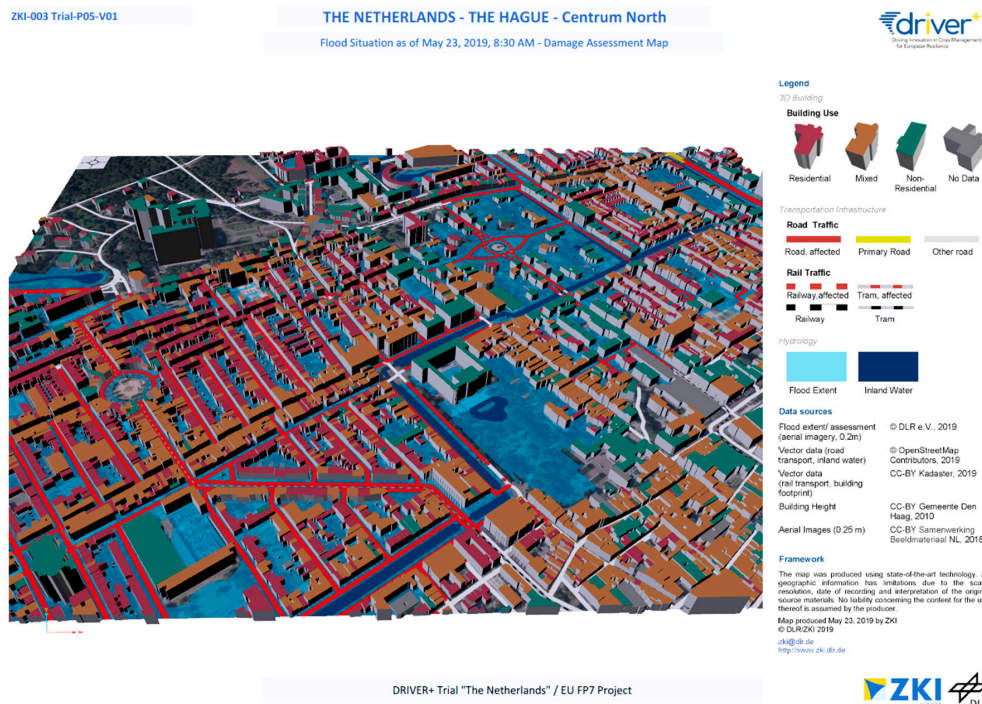 ZKI-003 Trial-P05-V01
THE NETHERLANDS - THE HAGUE - Centrum North
Flood Situation as of May 23, 2019, 8:30 AM - Damage Assessment Map
driver+
Driving Innovation in Crisis Management
for European Resilience
Legend
3D Building
Building Use
Residential Mixed Non-Residential No Data
Transportation Infrastructure
Road Traffic
Road, affected Primary Road Other road
Rail Traffic
Railway,affected Tram, affected
Railway Tram
Hydrology
Flood Extent Inland Water
Data sources
Flood extent/ assessment © DLR e.V., 2019
(aerial imagery, 0.2m)
Vector data (road © OpenStreetMap
transport, inland water) Contributors, 2019
Vector data CC-BY Kadaster, 2019
(rail transport, building
footprint)
Building Height CC-BY Gemeente Den
Haag, 2010
Aerial Images (0.25 m) CC-BY Samenwerking
Beeldmateriaal NL, 2018
Framework
The map was produced using state-of-the-art technology.
geographic information has limitations due to the
resolution, date of recording and interpretation of the
source materials. No liability concerning the content for the
thereof is assumed by the producer.
Map produced May 23, 2019 by ZKI
© DLR/ZKI 2019
zki@dlr.de
http://www.zki.dlr.de
DRIVER+ Trial "The Netherlands" / EU FP7 Project
ZKI